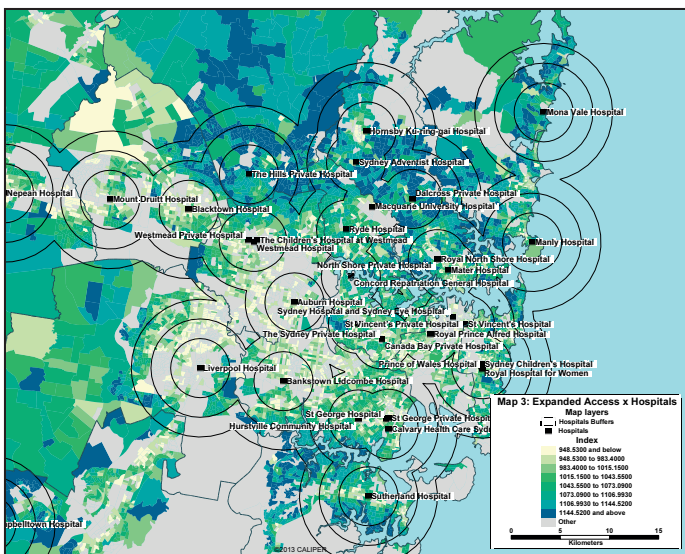 Mona Vale Hospital
Hornsby Ku-ring-gai Hospital
Sydney Adventist Hospital
The Hills Private Hospital
Nepean Hospital
Mount Druitt Hospital
Dalcross Private Hospital
Macquarie University Hospital
Blacktown Hospital
Ryde Hospital
Westmead Private Hospital
The Children's Hospital at Westmead
Westmead Hospital
Manly Hospital
Royal North Shore Hospital
North Shore Private Hospital
Mater Hospital
Concord Repatriation General Hospital
Auburn Hospital
Sydney Hospital and Sydney Eye Hospital
St Vincent's Private Hospital
St Vincent's Hospital
The Sydney Private Hospital
Royal Prince Alfred Hospital
Canada Bay Private Hospital
Prince of Wales Hospital
Sydney Children's Hospital
Royal Hospital for Women
Liverpool Hospital
Bankstown Lidcombe Hospital
St George Hospital
St George Private Hospital
Hurstville Community Hospital
Calvary Health Care Syd
Sutherland Hospital
mpbelltown Hospital
©2013 CALIPER
Map 3: Expanded Access x Hospitals
Map layers
Hospitals Buffers
Hospitals
Index
948.5300 and below
948.5300 to 983.4000
983.4000 to 1015.1500
1015.1500 to 1043.5500
1043.5500 to 1073.0900
1073.0900 to 1106.9930
1106.9930 to 1144.5200
1144.5200 and above
Other
0 5 10 15
Kilometers